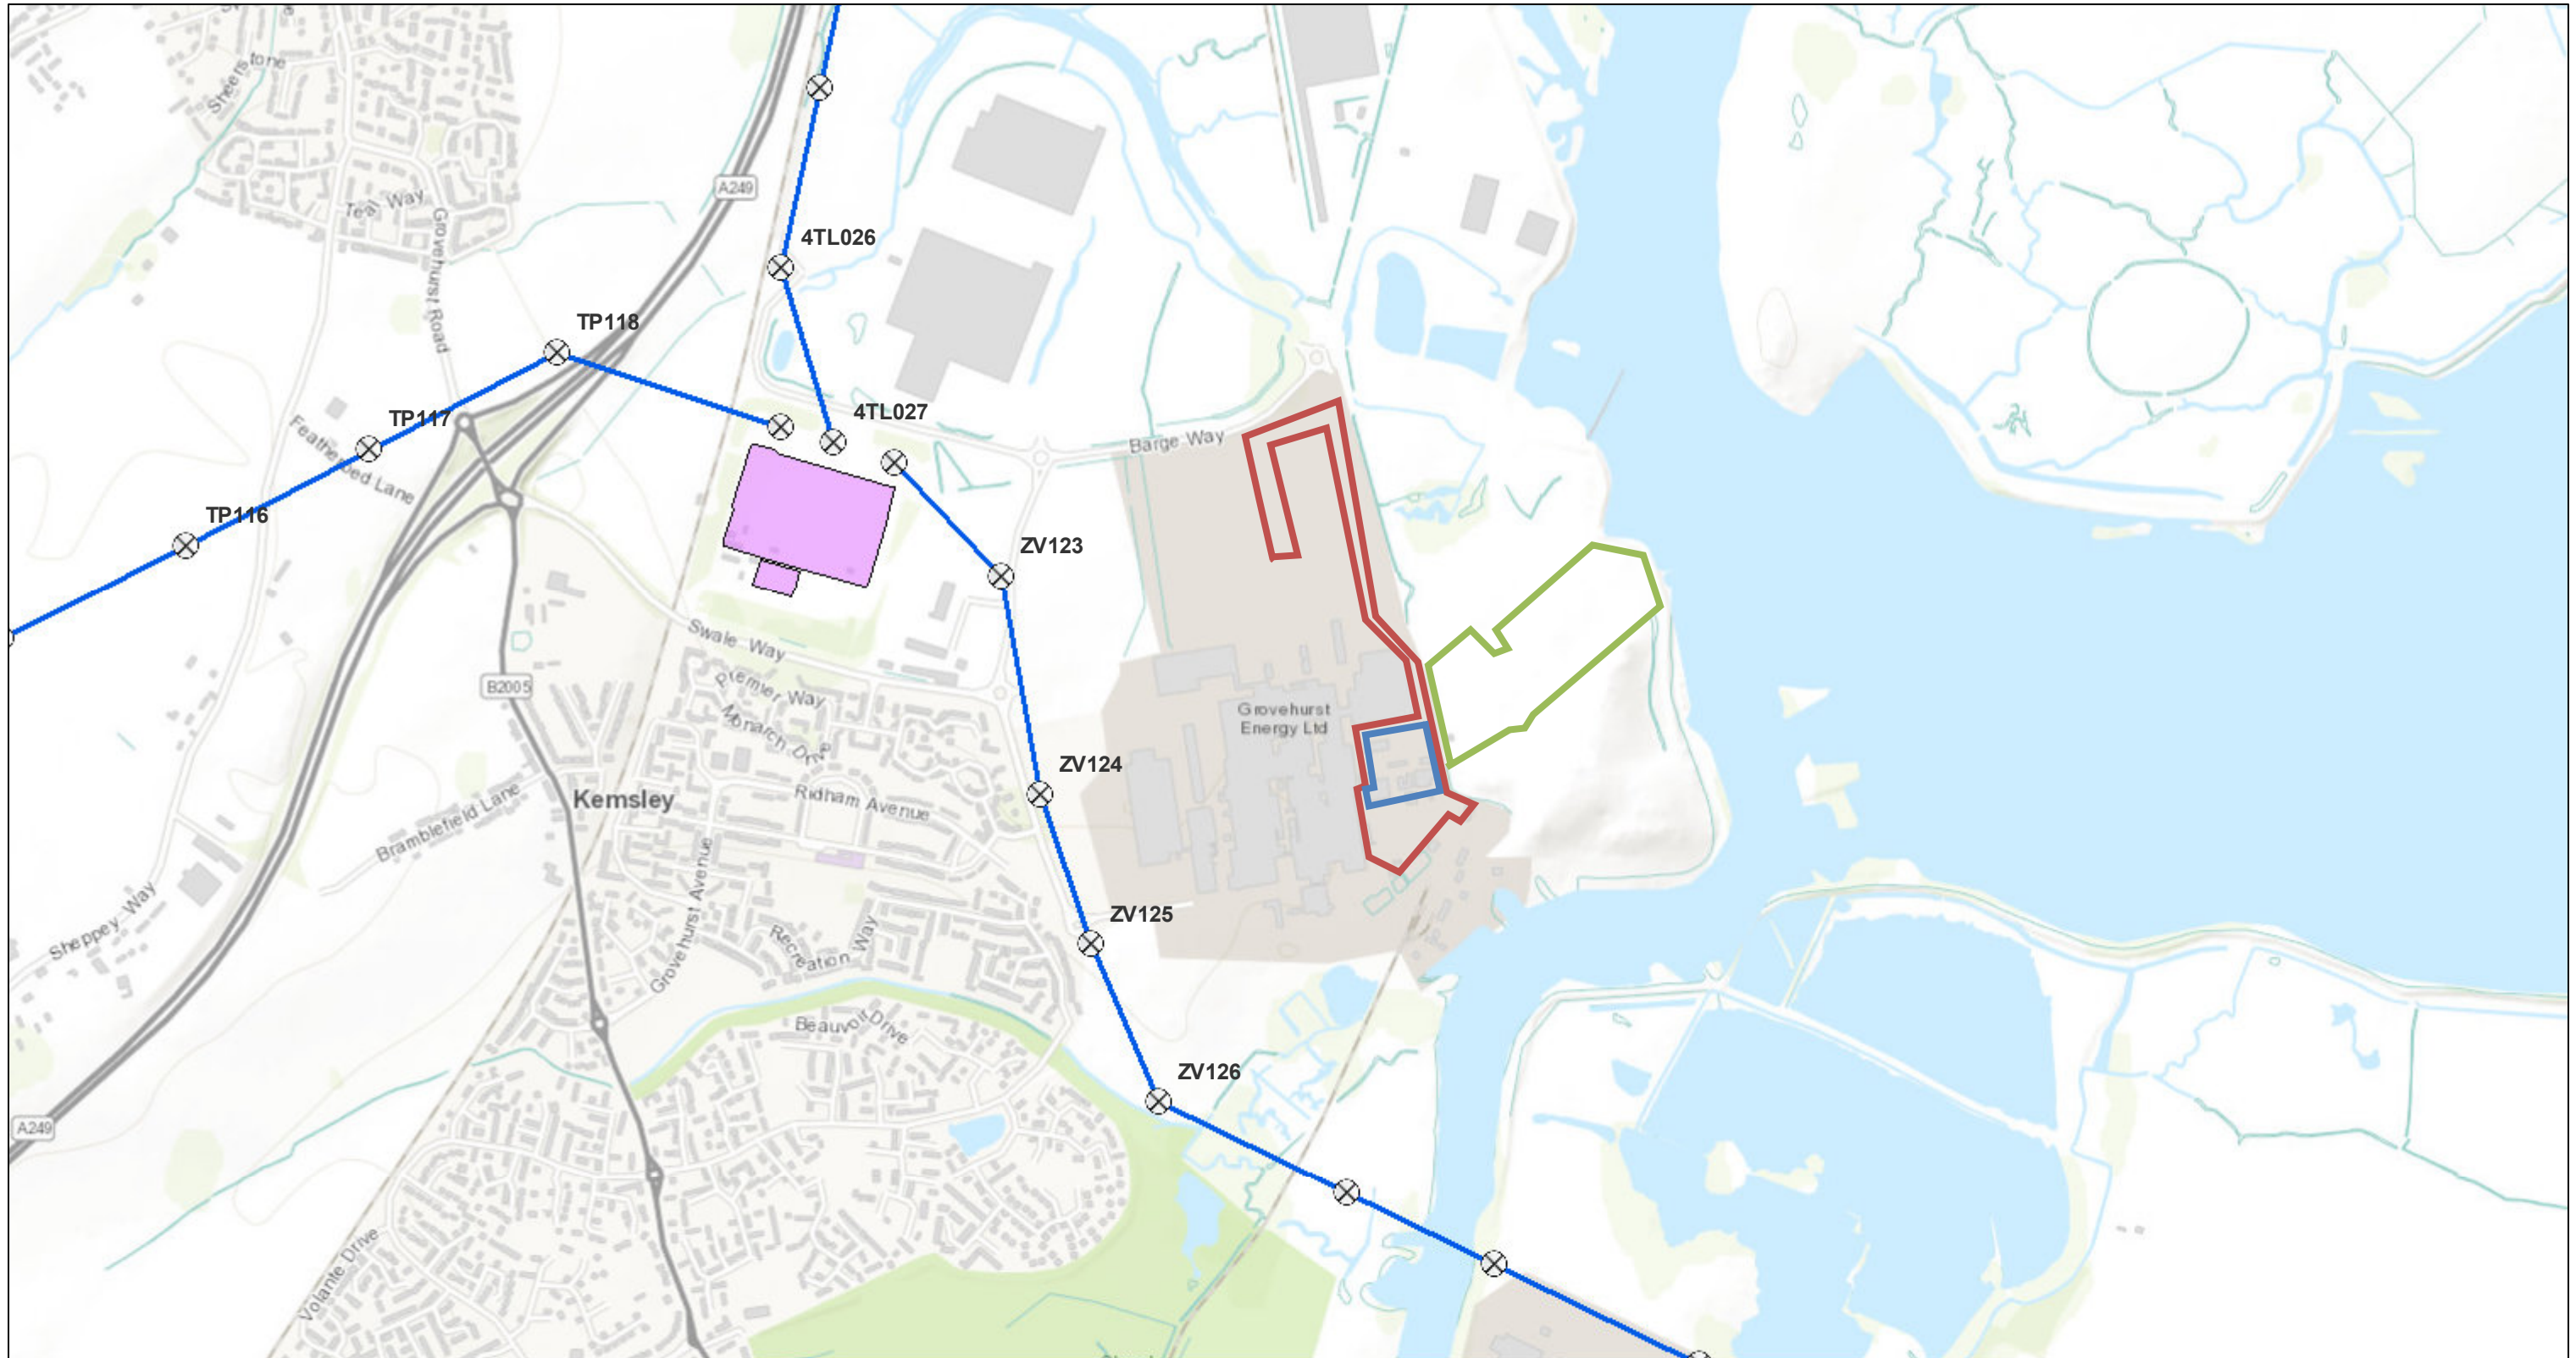 A249
Teal Way
Grovehurst Road
4TL026
TP118
4TL027
TP117
Barge Way
Featherbed Lane
TP116
ZV123
Swale Way
Premier Way
B2005
Grovehurst
Energy Ltd
Monarch Drive
ZV124
Kemsley
Ridham Avenue
Bramblefield Lane
Grovehurst Avenue
ZV125
Sheppey Way
Recreation Way
Beauvoir Drive
ZV126
A249
Volante Drive